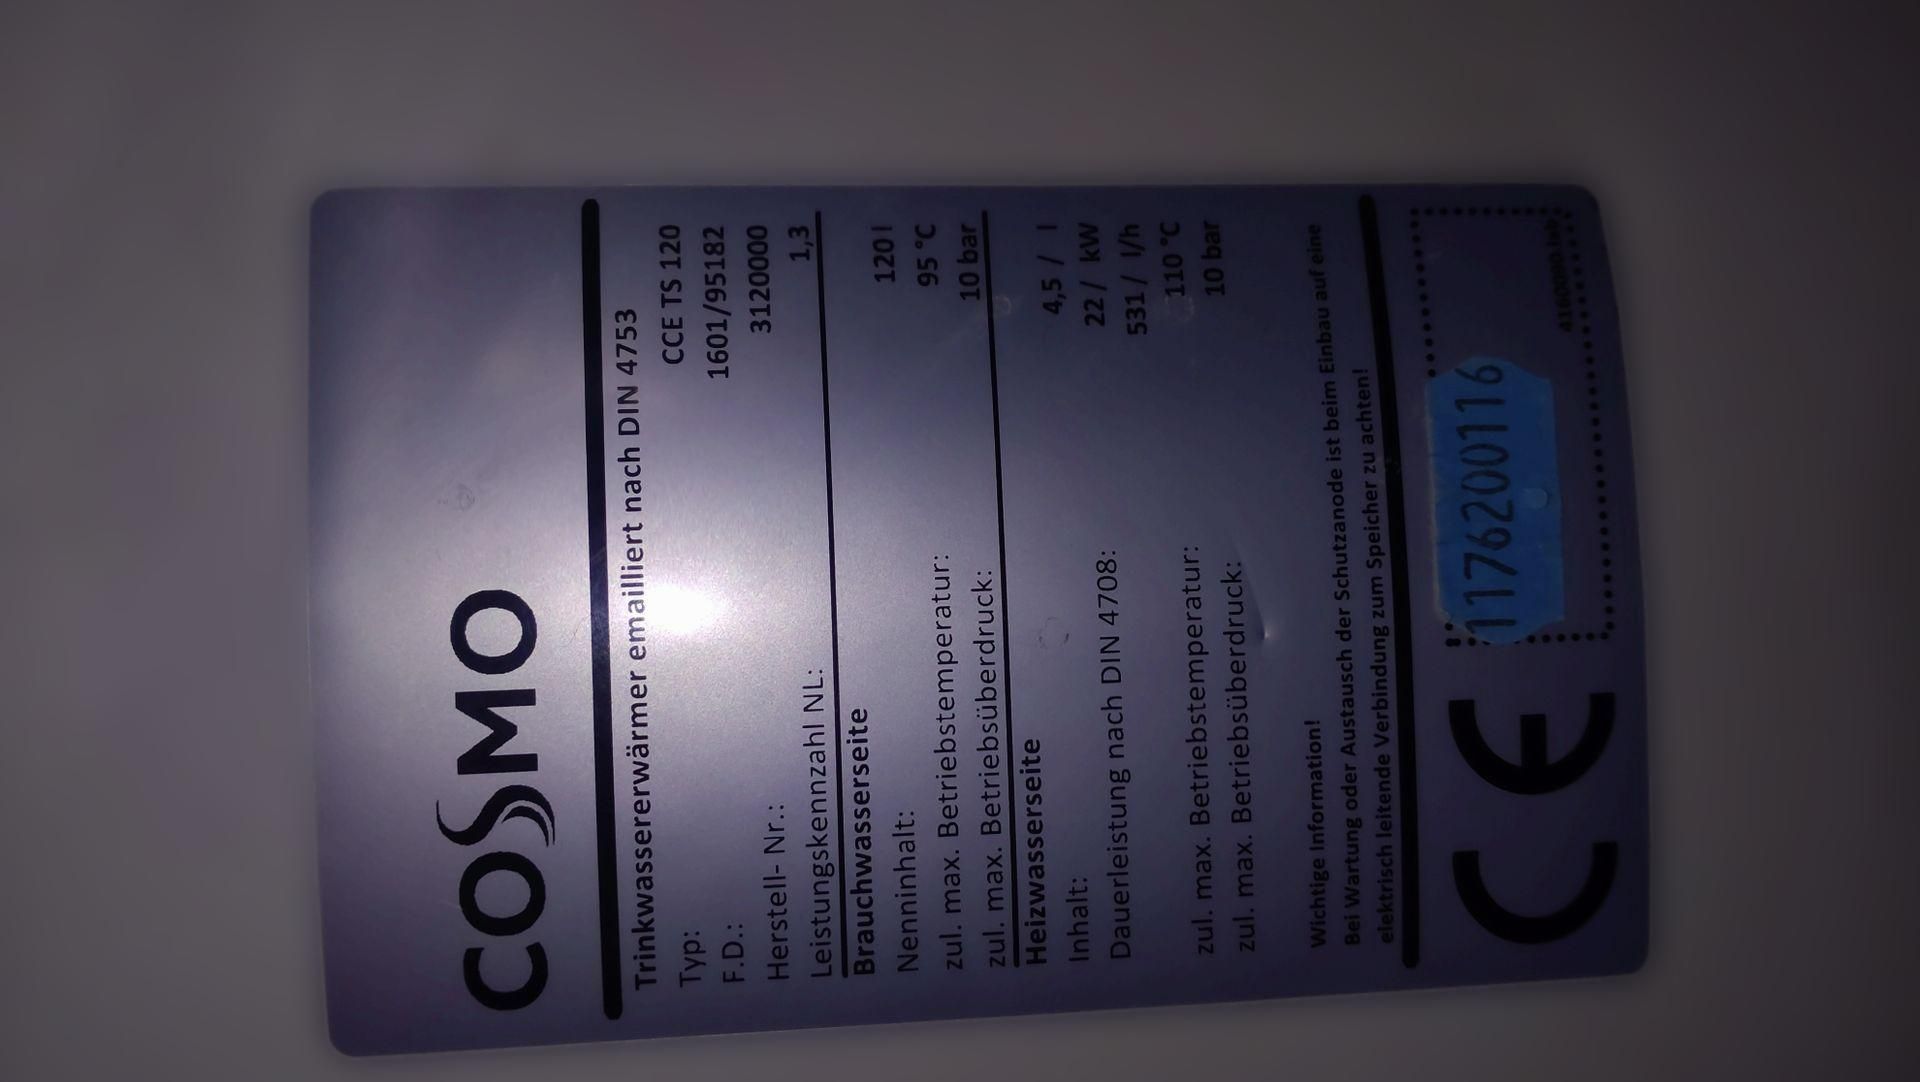 COSMO
Trinkwassererwärmer emailliert nach DIN 4753
Typ: CCE TS 120
F.D.: 1601/95182
Herstell- Nr.: 3120000
Leistungskennzahl NL: 1,3
Brauchwasserseite
Nenninhalt: 120 l
zul. max. Betriebstemperatur: 95 °C
zul. max. Betriebsüberdruck: 10 bar
Heizwasserseite
Inhalt: 4,5 / l
Dauerleistung nach DIN 4708: 22 / kW
531 / l/h
zul. max. Betriebstemperatur: 110 °C
zul. max. Betriebsüberdruck: 10 bar
Wichtige Information!
Bei Wartung oder Austausch der Schutzanode ist beim Einbau auf eine
elektrisch leitende Verbindung zum Speicher zu achten!
CE
1176200116
4160090.lab